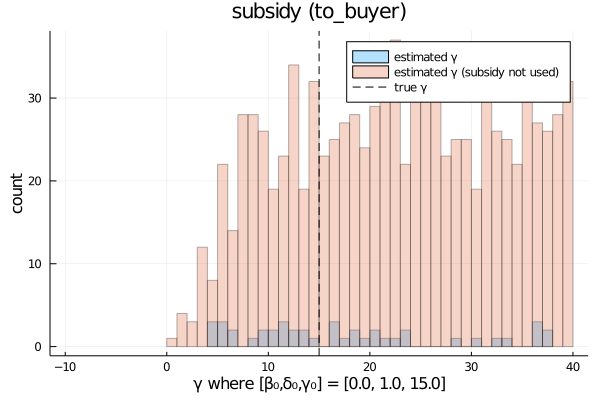 subsidy (to_buyer)
estimated γ
estimated γ (subsidy not used)
true γ
30
20
10
0
count
−10
0
10
20
30
40
γ where [β₀,δ₀,γ₀] = [0.0, 1.0, 15.0]